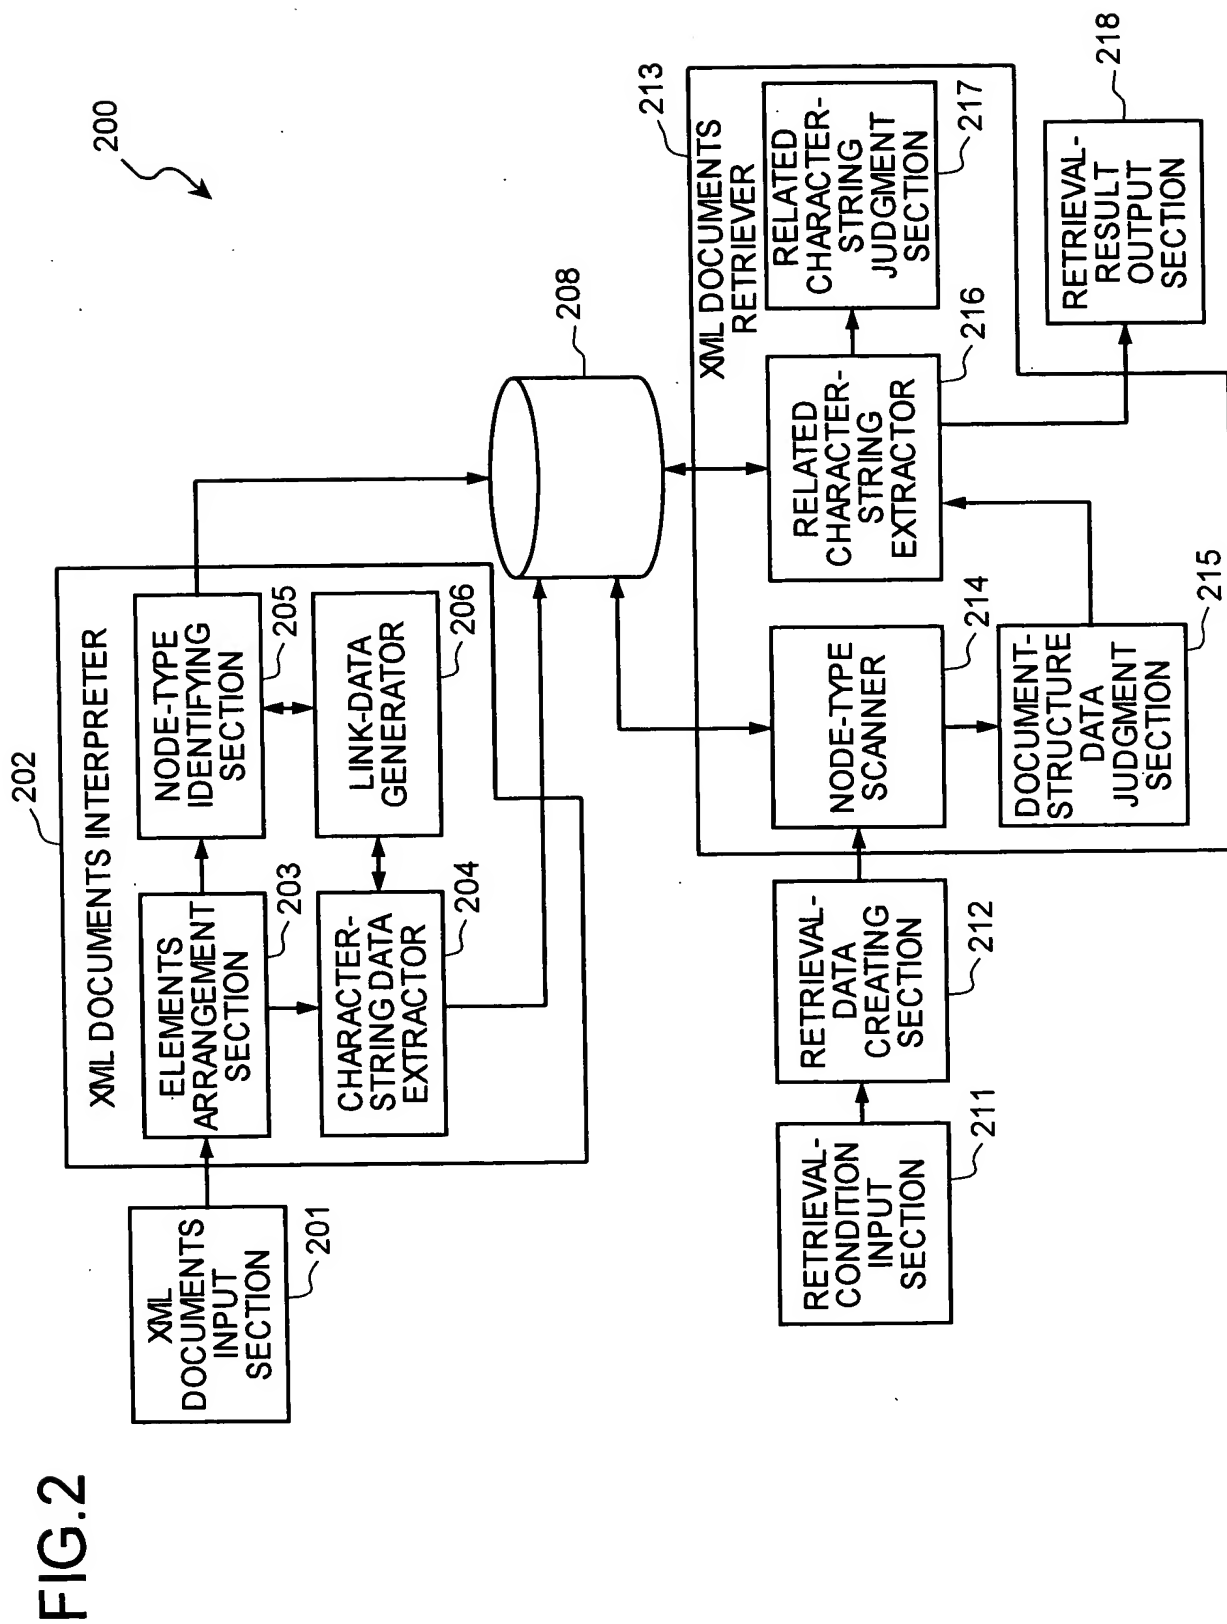 FIG.2
200
202
XML DOCUMENTS INTERPRETER
XML
DOCUMENTS
INPUT
SECTION
201
ELEMENTS
ARRANGEMENT
SECTION
203
NODE-TYPE
IDENTIFYING
SECTION
205
CHARACTER-
STRING DATA
EXTRACTOR
204
LINK-DATA
GENERATOR
206
208
213
XML DOCUMENTS
RETRIEVER
RETRIEVAL-
CONDITION
INPUT
SECTION
211
RETRIEVAL-
DATA
CREATING
SECTION
212
NODE-TYPE
SCANNER
214
RELATED
CHARACTER-
STRING
EXTRACTOR
216
RELATED
CHARACTER-
STRING
JUDGMENT
SECTION
217
DOCUMENT-
STRUCTURE
DATA
JUDGMENT
SECTION
215
RETRIEVAL-
RESULT
OUTPUT
SECTION
218